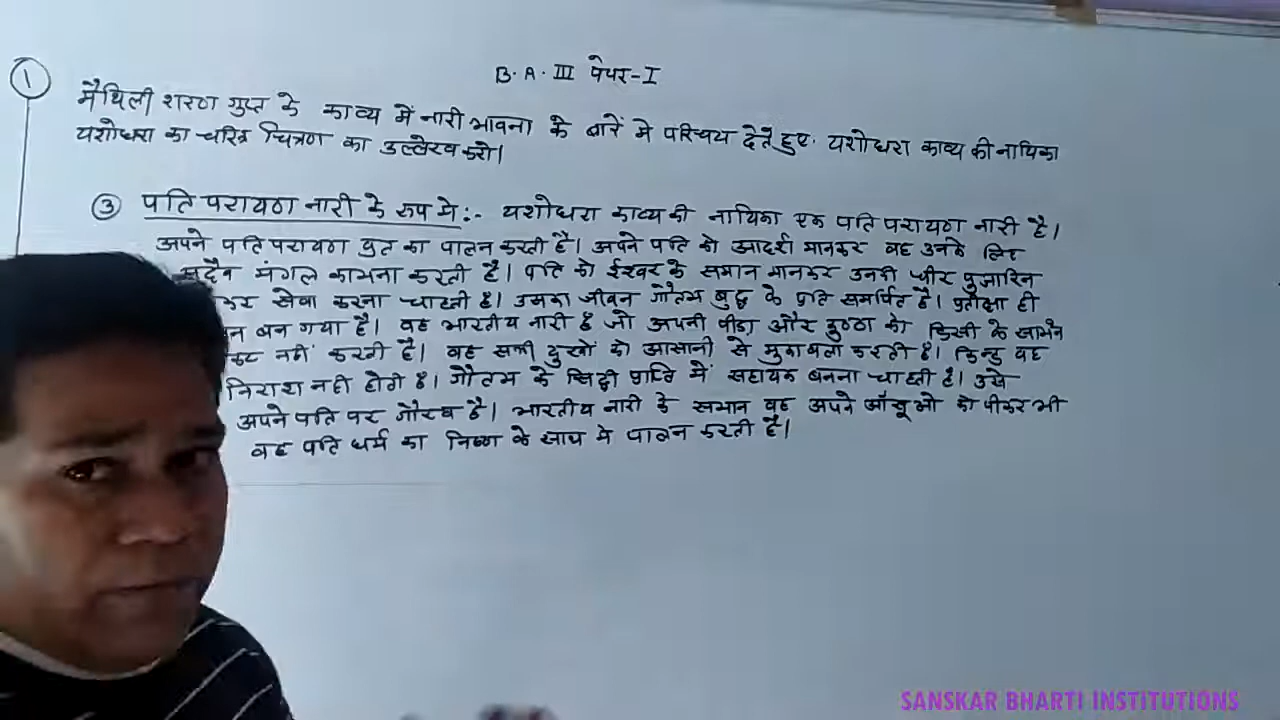 B.A.III पेपर-I
① मैथिली शरण गुप्त के काव्य में नारी भावना के बारें मे परिचय देते हुए. यशोधरा काव्य की नायिका
यशोधरा का चरित्र चित्रण का उल्लेख करो।
③ पति परायण नारी के रुप मे:- यशोधरा काव्य की नायिका एक पति परायण नारी है।
अपने पति परायण व्रत का पालन करती है। अपने पति को आदर्श मानकर वह उनके लिए
सदैव मंगल कामना करती है। पति को ईश्वर के समान मानकर उनकी पुजारिन
कर सेवा करना चाहती है। उसका जीवन गौतम बुद्ध के प्रति समर्पित है। प्रतीक्षा ही
न बन गया है। वह भारतीय नारी है जो अपनी पीड़ा और कुण्ठा को किसी के सामने
कट नहीं करती है। वह सभी दुखों को आसानी से मुकाबला करती है। किन्तु वह
निराश नही होती है। गौतम के सिद्धी प्राप्ति में सहायक बनना चाहती है। उसे
अपने पति पर गौरव है। भारतीय नारी के समान वह अपने आँसूओ को पीकर भी
वह पति धर्म का निष्ठा के साथ मे पालन करती है।
SANSKAR BHARTI INSTITUTIONS